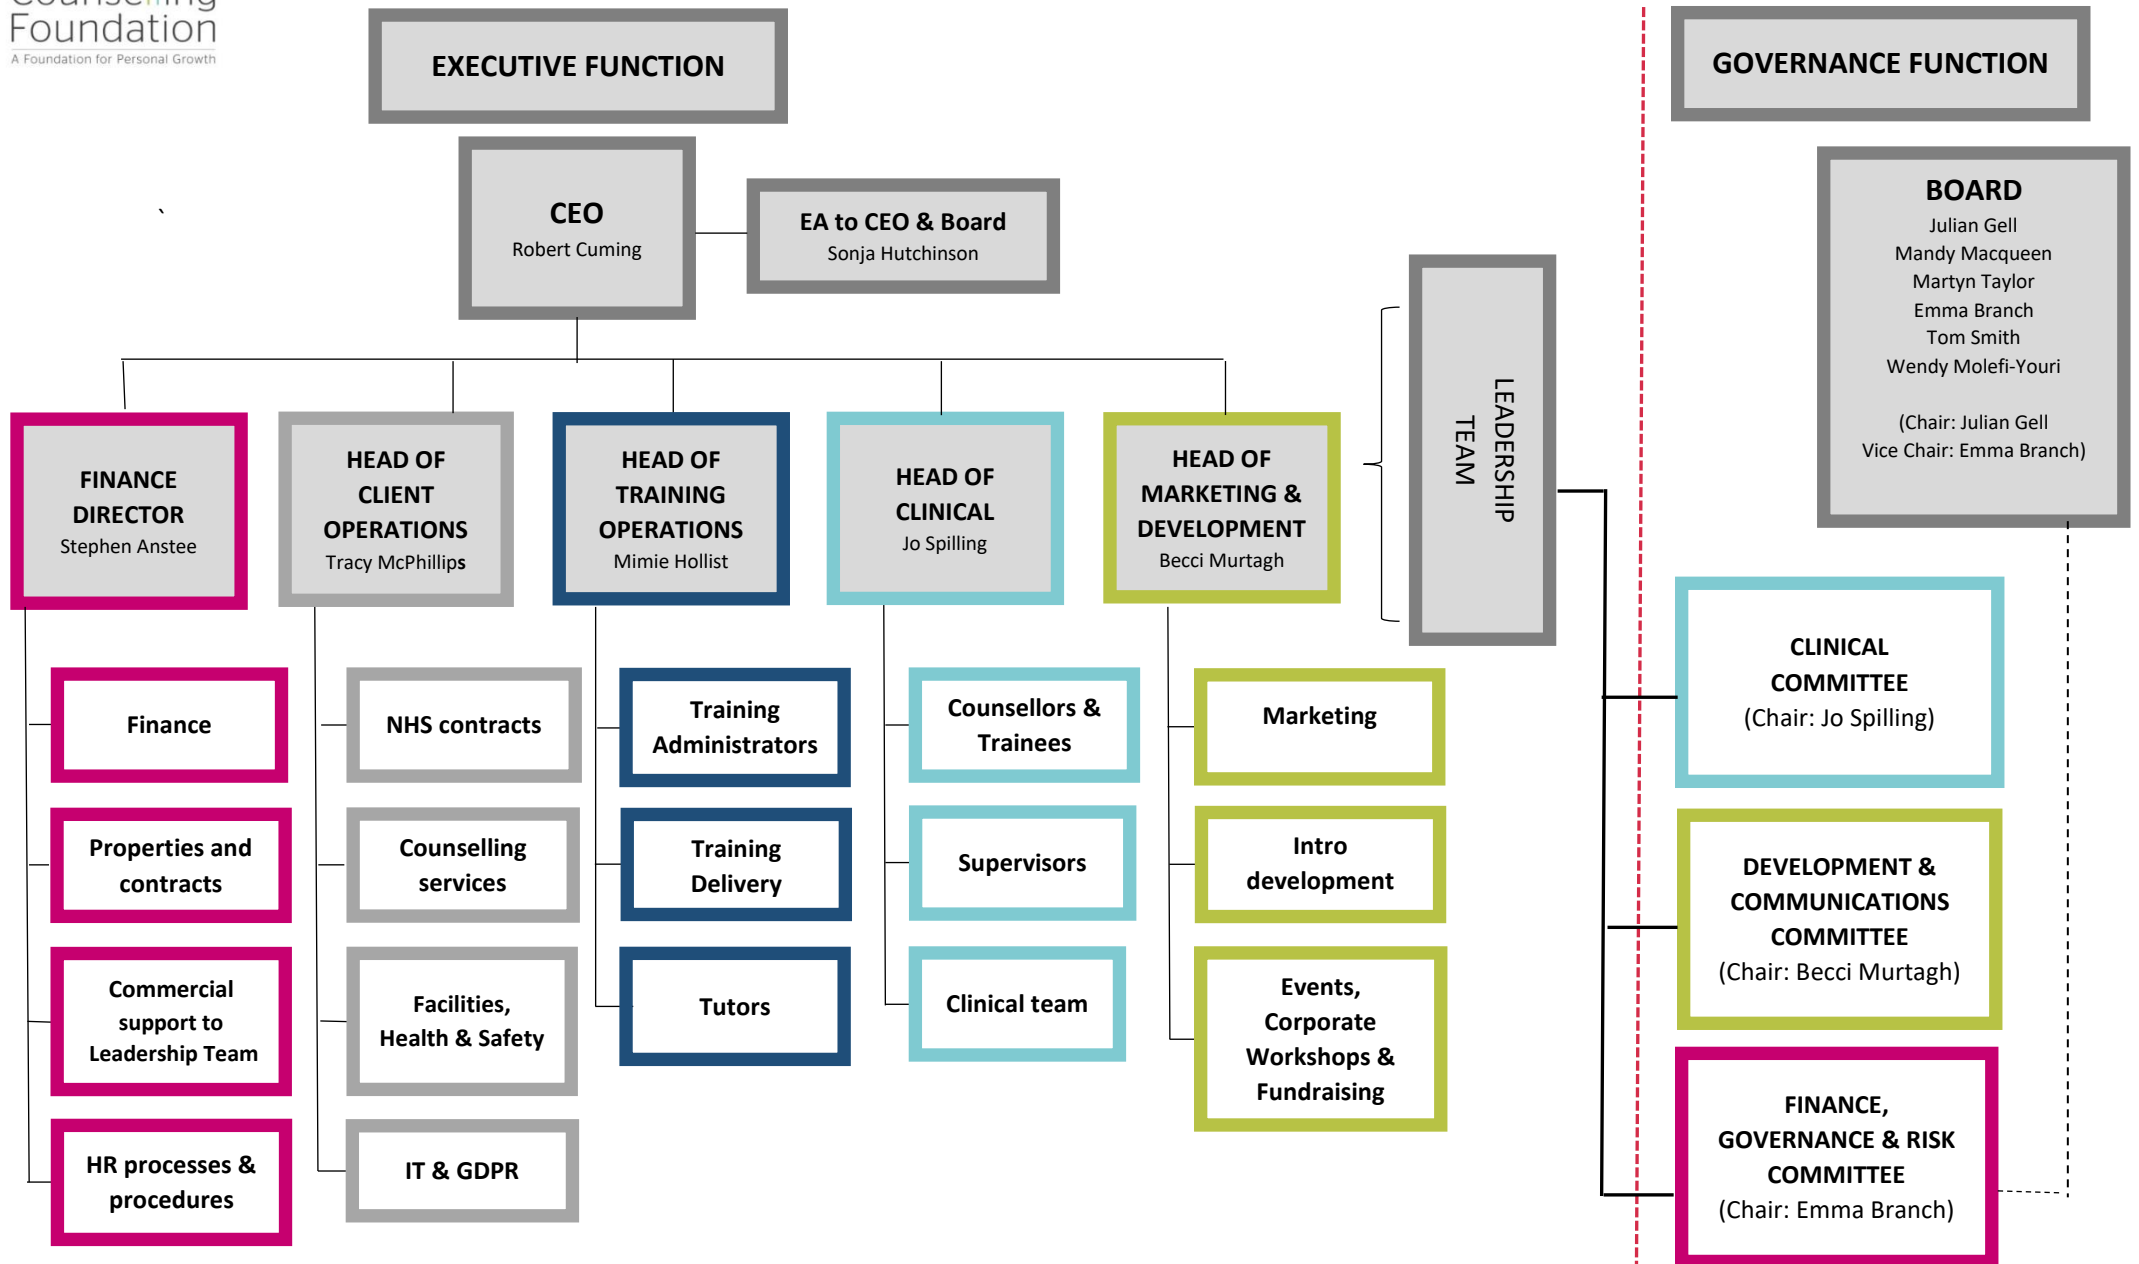 Counselling
Foundation
A Foundation for Personal Growth
EXECUTIVE FUNCTION
GOVERNANCE FUNCTION
CEO
Robert Cuming
EA to CEO & Board
Sonja Hutchinson
BOARD
Julian Gell
Mandy Macqueen
Martyn Taylor
Emma Branch
Tom Smith
Wendy Molefi-Youri
(Chair: Julian Gell
Vice Chair: Emma Branch)
`
LEADERSHIP
TEAM
FINANCE
DIRECTOR
Stephen Anstee
HEAD OF
CLIENT
OPERATIONS
Tracy McPhillips
HEAD OF
TRAINING
OPERATIONS
Mimie Hollist
HEAD OF
CLINICAL
Jo Spilling
HEAD OF
MARKETING &
DEVELOPMENT
Becci Murtagh
Finance
Properties and
contracts
Commercial
support to
Leadership Team
HR processes &
procedures
NHS contracts
Counselling
services
Facilities,
Health & Safety
IT & GDPR
Training
Administrators
Training
Delivery
Tutors
Counsellors &
Trainees
Supervisors
Clinical team
Marketing
Intro
development
Events,
Corporate
Workshops &
Fundraising
CLINICAL
COMMITTEE
(Chair: Jo Spilling)
DEVELOPMENT &
COMMUNICATIONS
COMMITTEE
(Chair: Becci Murtagh)
FINANCE,
GOVERNANCE & RISK
COMMITTEE
(Chair: Emma Branch)